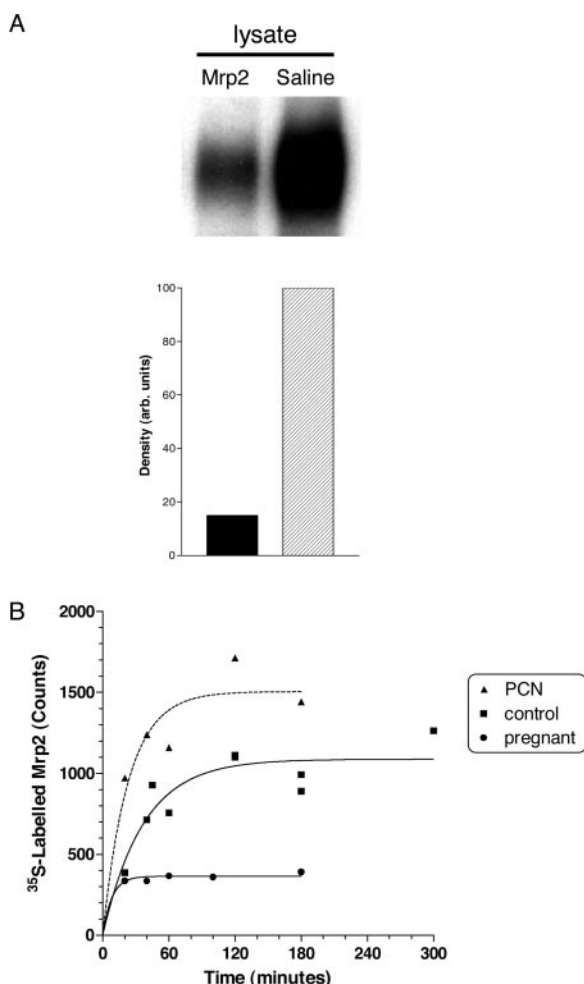 A
lysate
Mrp2 Saline
Density (arb. units)
100
80
60
40
20
0
B
³⁵S-Labelled Mrp2 (Counts)
2000
1500
1000
500
0
0 60 120 180 240 300
Time (minutes)
PCN
control
pregnant